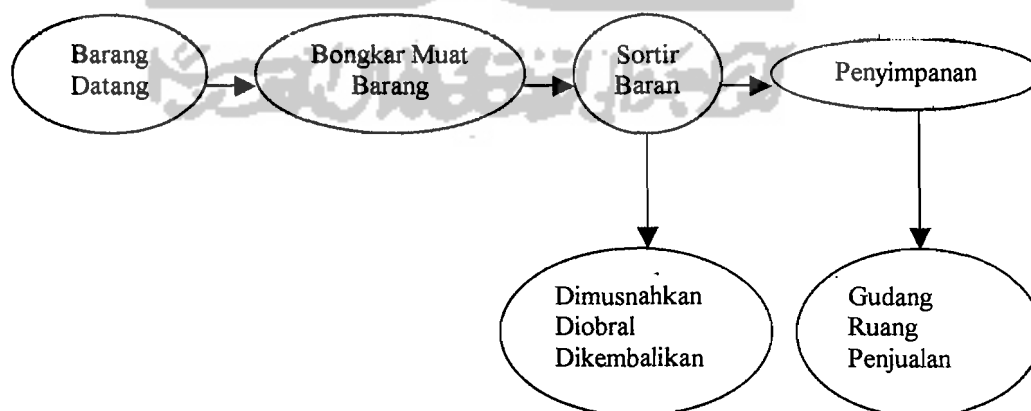 Barang
Datang
Bongkar Muat
Barang
Sortir
Baran
Penyimpanan
Dimusnahkan
Diobral
Dikembalikan
Gudang
Ruang
Penjualan